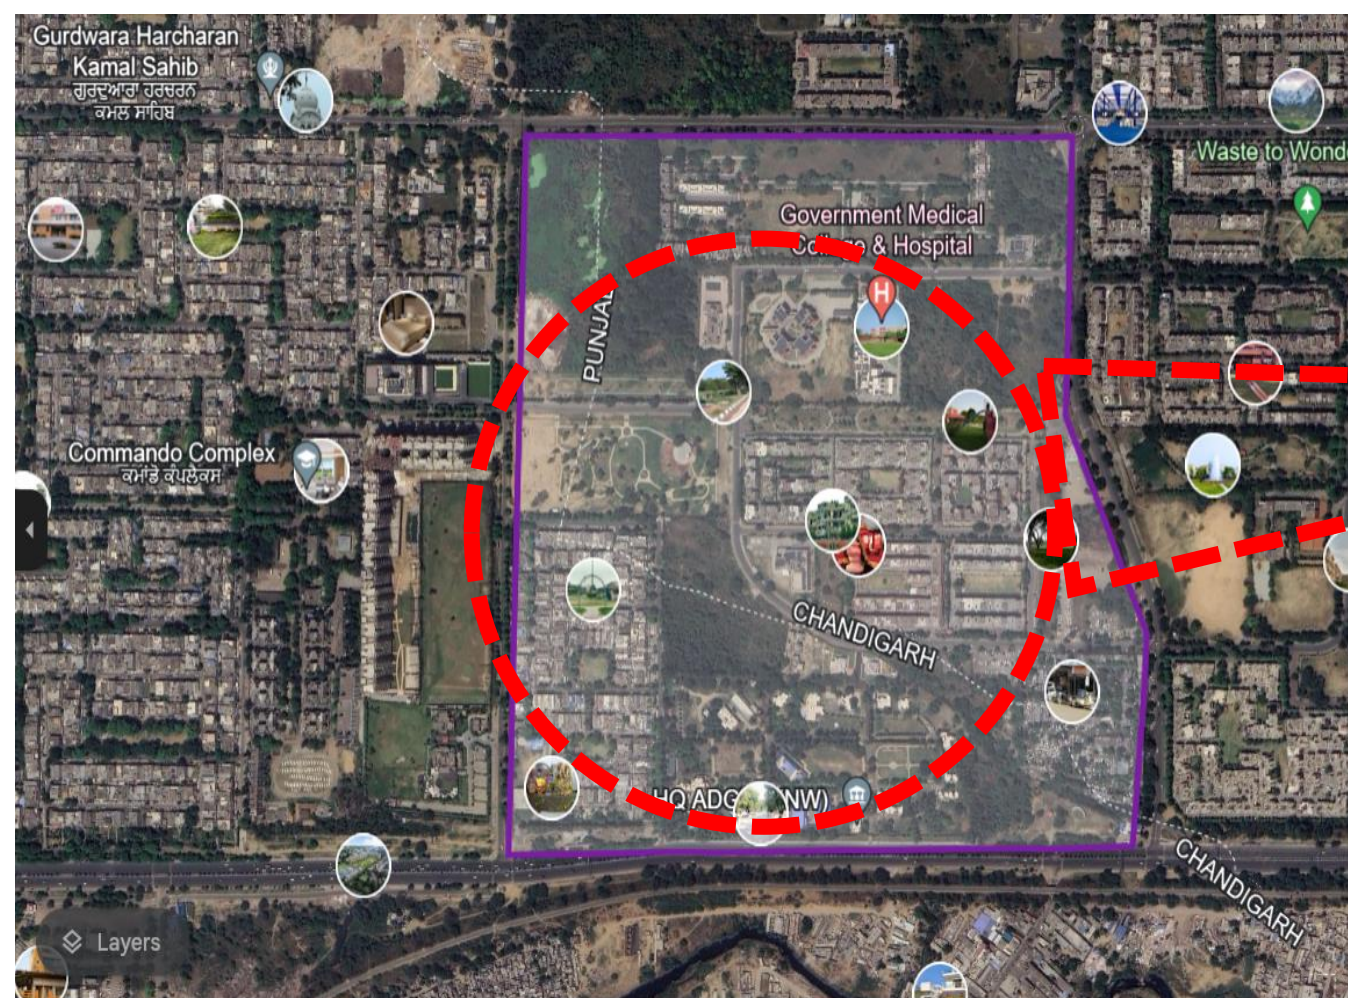 Gurdwara Harcharan
Kamal Sahib
ਗੁਰਦੁਆਰਾ ਹਰਚਰਨ
ਕਮਲ ਸਾਹਿਬ
Waste to Wond
Government Medical
College & Hospital
H
PUNJAB
Commando Complex
ਕਮਾਂਡੋ ਕੰਪਲੈਕਸ
CHANDIGARH
HQ ADG NW)
CHANDIGARH
Layers